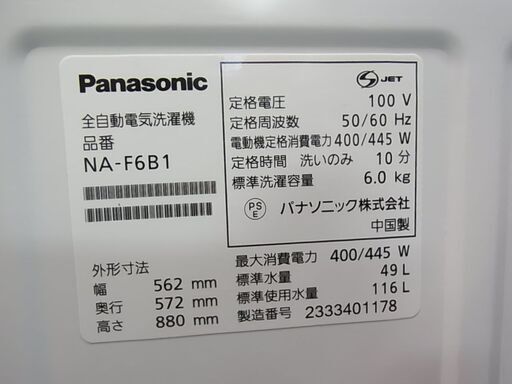 Panasonic
全自動電気洗濯機
品番
NA-F6B1
外形寸法
幅 562 mm
奥行 572 mm
高さ 880 mm
S JET
定格電圧 100 V
定格周波数 50/60 Hz
電動機定格消費電力 400/445 W
定格時間 洗いのみ 10 分
標準洗濯容量 6.0 kg
PSE パナソニック株式会社
中国製
最大消費電力 400/445 W
標準水量 49 L
標準使用水量 116 L
製造番号 2333401178